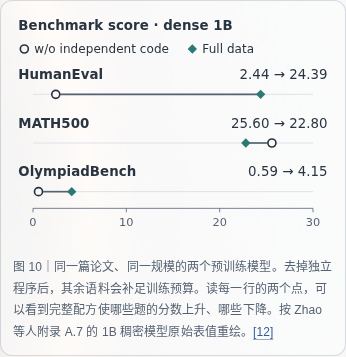 Benchmark score · dense 1B
w/o independent code Full data
HumanEval 2.44 → 24.39
MATH500 25.60 → 22.80
OlympiadBench 0.59 → 4.15
0 10 20 30
图 10｜同一篇论文、同一规模的两个预训练模型。去掉独立
程序后，其余语料会补足训练预算。读每一行的两个点，可
以看到完整配方使哪些题的分数上升、哪些下降。按 Zhao
等人附录 A.7 的 1B 稠密模型原始表值重绘。[12]